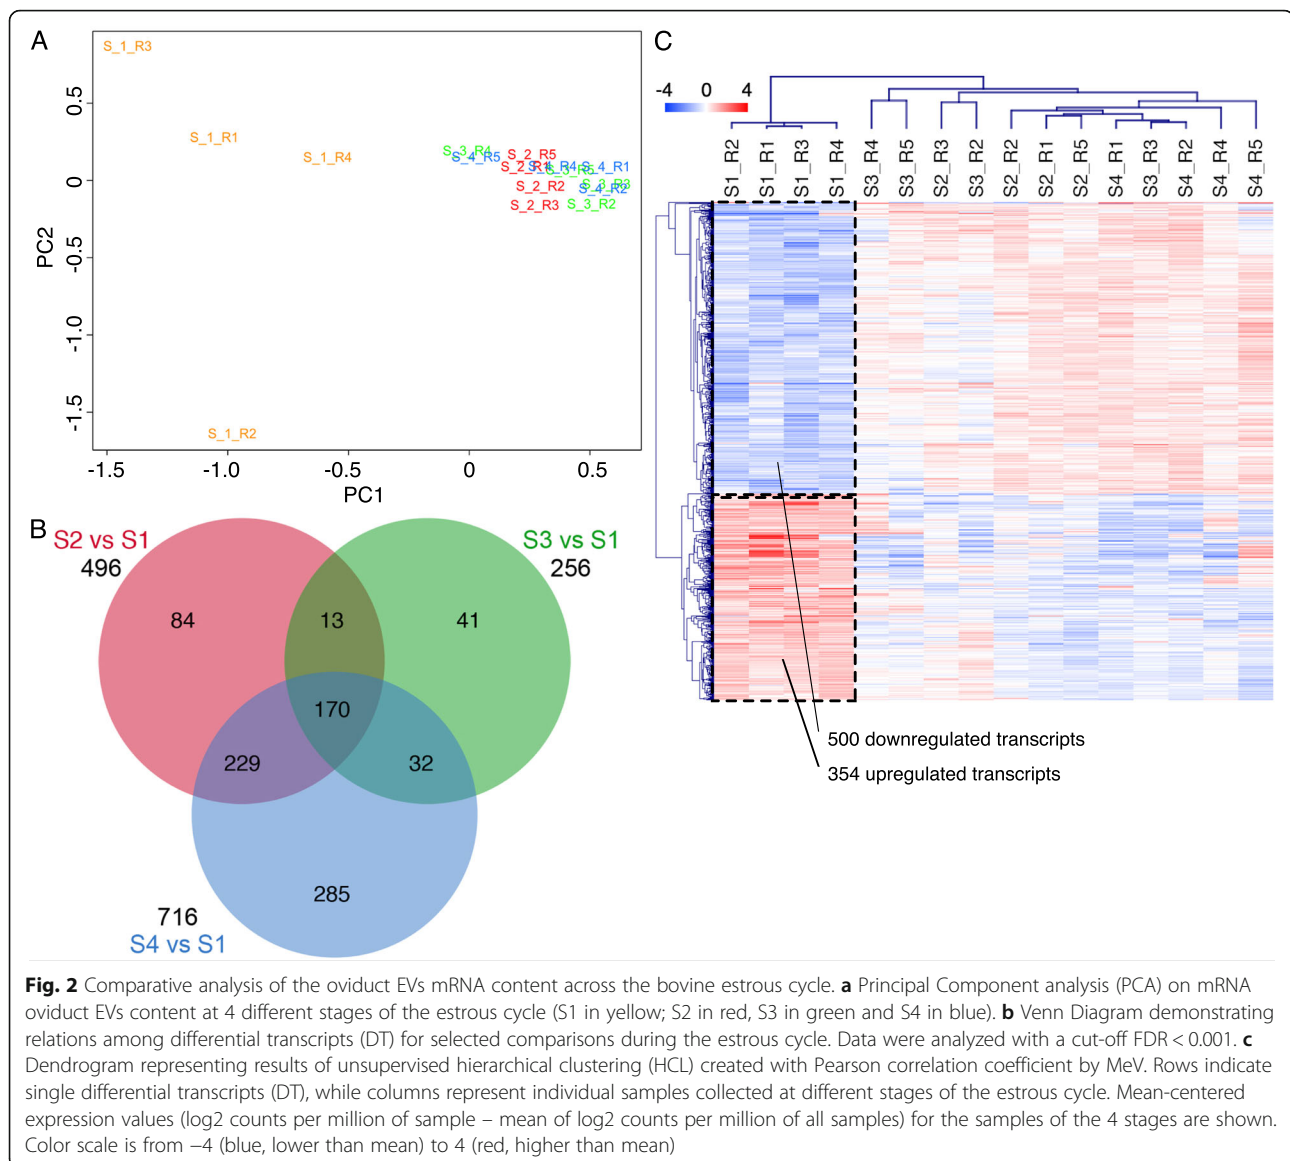 A
S_1_R3
S_1_R1
S_1_R4
S_3_R4
S_4_R5
S_2_R5
S_2_R1
S_4_R4
S_4_R1
S_3_R5
S_2_R2
S_3_R3
S_4_R2
S_2_R3
S_3_R2
S_1_R2
0.5
0
-0.5
-1.0
-1.5
PC2
-1.5
-1.0
-0.5
0
0.5
PC1
B
S2 vs S1
496
S3 vs S1
256
84
13
41
170
229
32
285
716
S4 vs S1
C
-4
0
4
S1_R2
S1_R1
S1_R3
S1_R4
S3_R4
S3_R5
S2_R3
S3_R2
S2_R2
S2_R1
S2_R5
S4_R1
S3_R3
S4_R2
S4_R4
S4_R5
500 downregulated transcripts
354 upregulated transcripts
Fig. 2 Comparative analysis of the oviduct EVs mRNA content across the bovine estrous cycle. a Principal Component analysis (PCA) on mRNA
oviduct EVs content at 4 different stages of the estrous cycle (S1 in yellow; S2 in red, S3 in green and S4 in blue). b Venn Diagram demonstrating
relations among differential transcripts (DT) for selected comparisons during the estrous cycle. Data were analyzed with a cut-off FDR < 0.001. c
Dendrogram representing results of unsupervised hierarchical clustering (HCL) created with Pearson correlation coefficient by MeV. Rows indicate
single differential transcripts (DT), while columns represent individual samples collected at different stages of the estrous cycle. Mean-centered
expression values (log2 counts per million of sample – mean of log2 counts per million of all samples) for the samples of the 4 stages are shown.
Color scale is from −4 (blue, lower than mean) to 4 (red, higher than mean)